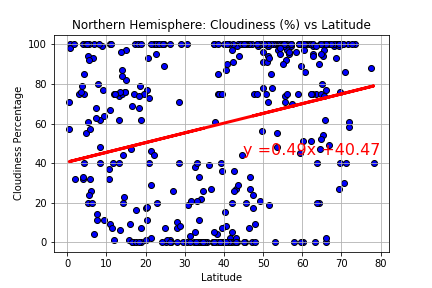 Northern Hemisphere: Cloudiness (%) vs Latitude
100
80
60
40
20
0
Cloudiness Percentage
y =0.49x +40.47
0 10 20 30 40 50 60 70 80
Latitude